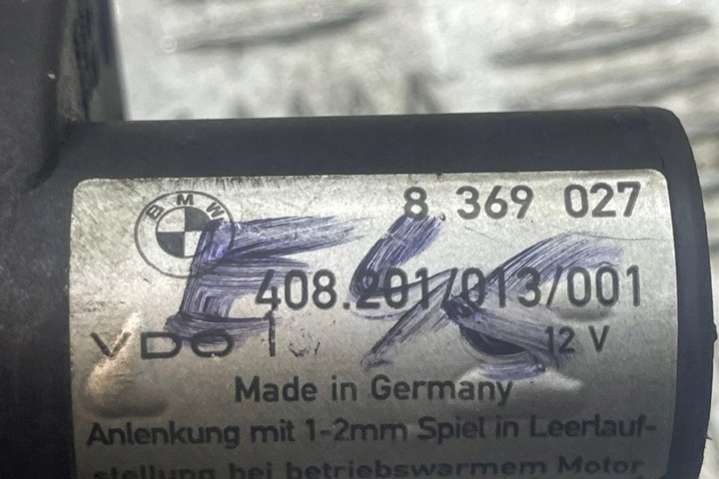 BMW
8 369 027
408.201/013/001
VDO
12 V
Made in Germany
Anlenkung mit 1-2mm Spiel in Leerlauf-
stellung bei betriebswarmem Motor